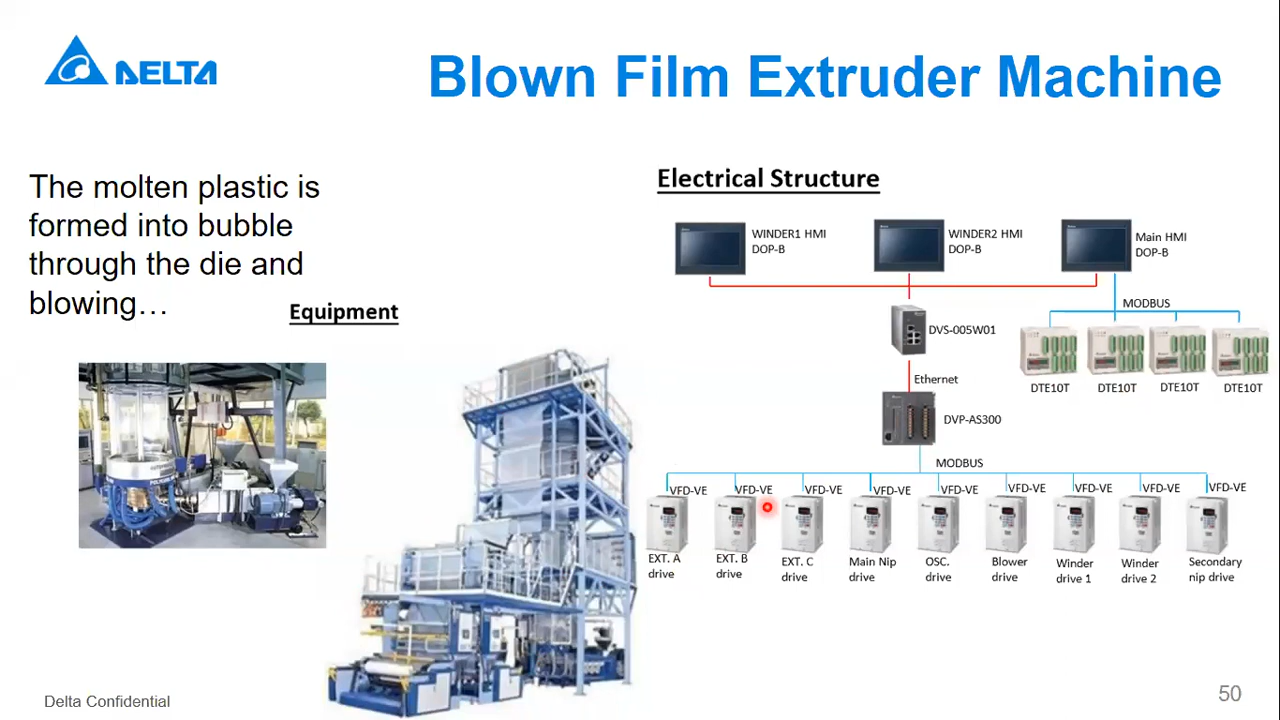 DELTA
Blown Film Extruder Machine
The molten plastic is
formed into bubble
through the die and
blowing…
Equipment
Electrical Structure
WINDER1 HMI
DOP-B
WINDER2 HMI
DOP-B
Main HMI
DOP-B
MODBUS
DVS-005W01
DTE10T
DTE10T
DTE10T
DTE10T
Ethernet
DVP-AS300
MODBUS
VFD-VE
VFD-VE
VFD-VE
VFD-VE
VFD-VE
VFD-VE
VFD-VE
VFD-VE
VFD-VE
EXT. A
drive
EXT. B
drive
EXT. C
drive
Main Nip
drive
OSC.
drive
Blower
drive
Winder
drive 1
Winder
drive 2
Secondary
nip drive
Delta Confidential
50